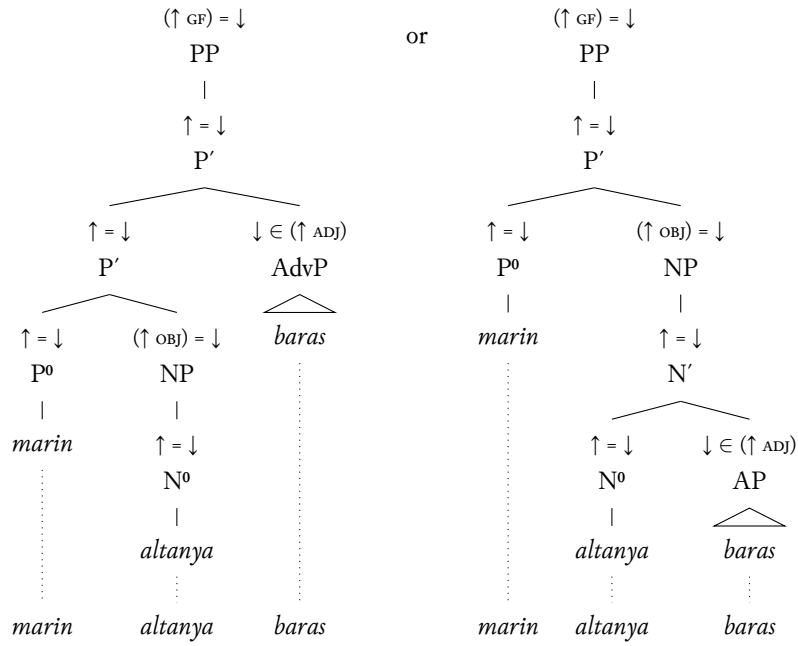 (↑ GF) = ↓ or (↑ GF) = ↓
PP PP
↑ = ↓ ↑ = ↓
P′ P′
↑ = ↓ ↓ ∈ (↑ ADJ) ↑ = ↓ (↑ OBJ) = ↓
P′ AdvP P⁰ NP
↑ = ↓ (↑ OBJ) = ↓ baras marin ↑ = ↓
P⁰ NP N′
marin ↑ = ↓ ↑ = ↓ ↓ ∈ (↑ ADJ)
N⁰ N⁰ AP
altanya altanya baras
marin altanya baras marin altanya baras